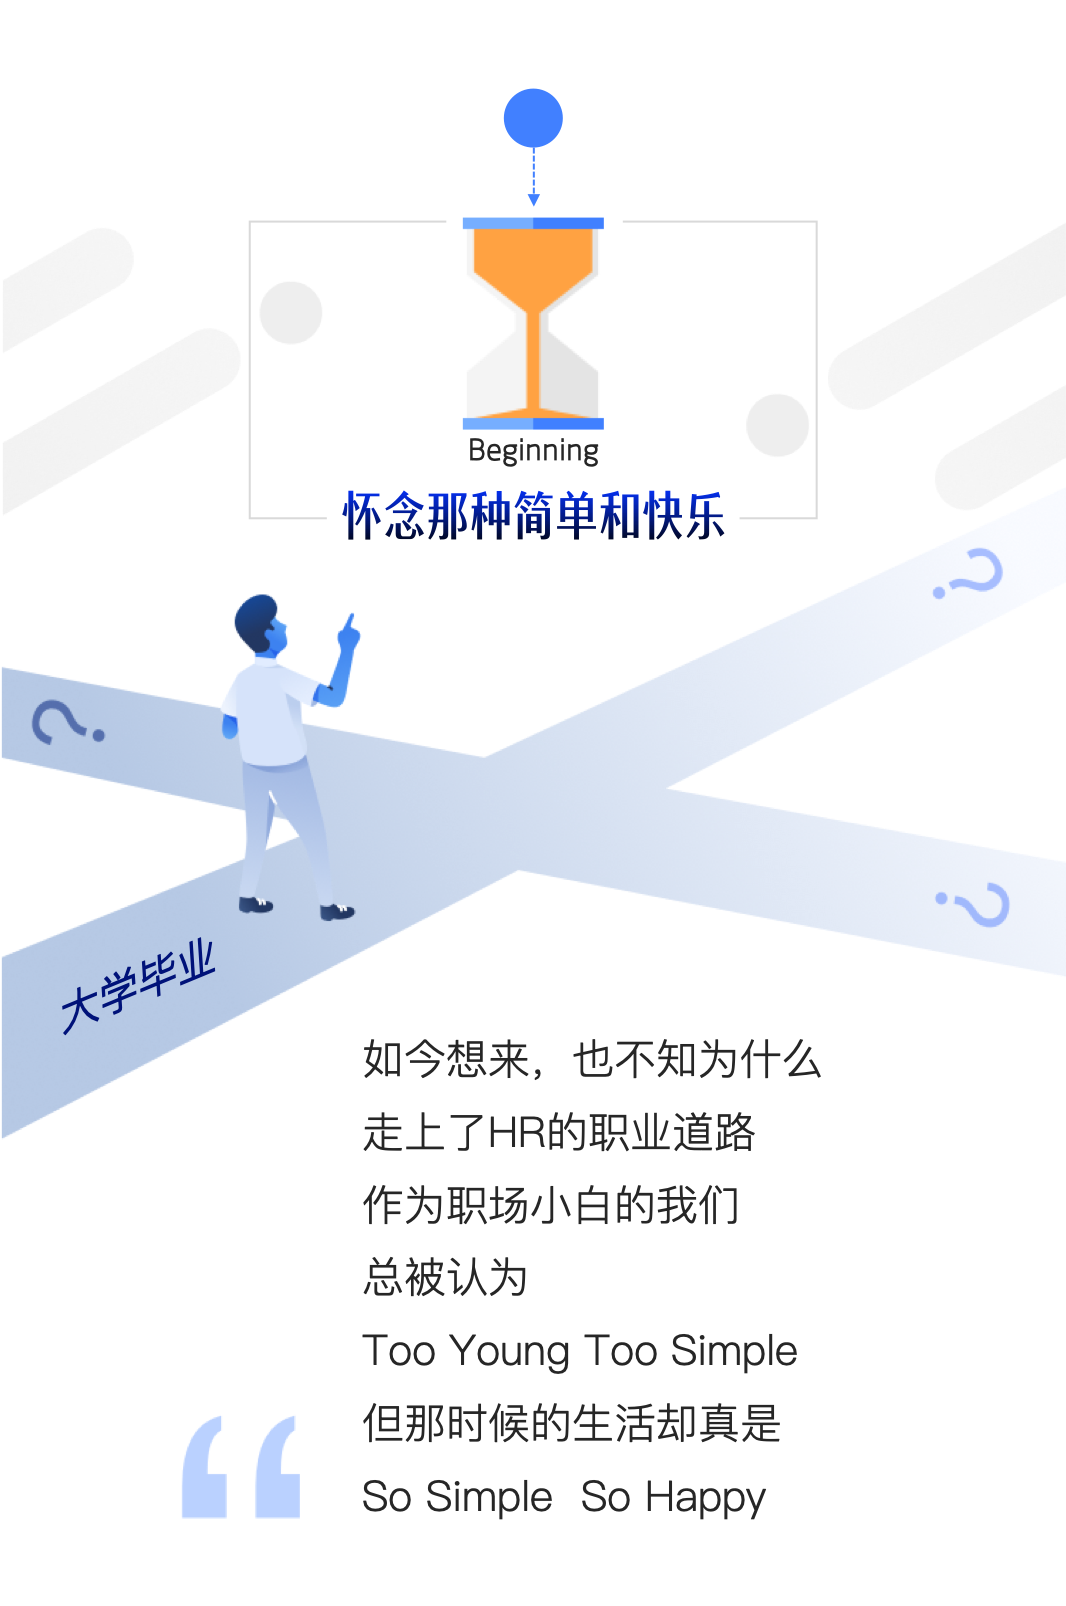 Beginning
怀念那种简单和快乐
?
?
?
大学毕业
如今想来，也不知为什么
走上了HR的职业道路
作为职场小白的我们
总被认为
Too Young Too Simple
但那时候的生活却真是
“
So Simple  So Happy